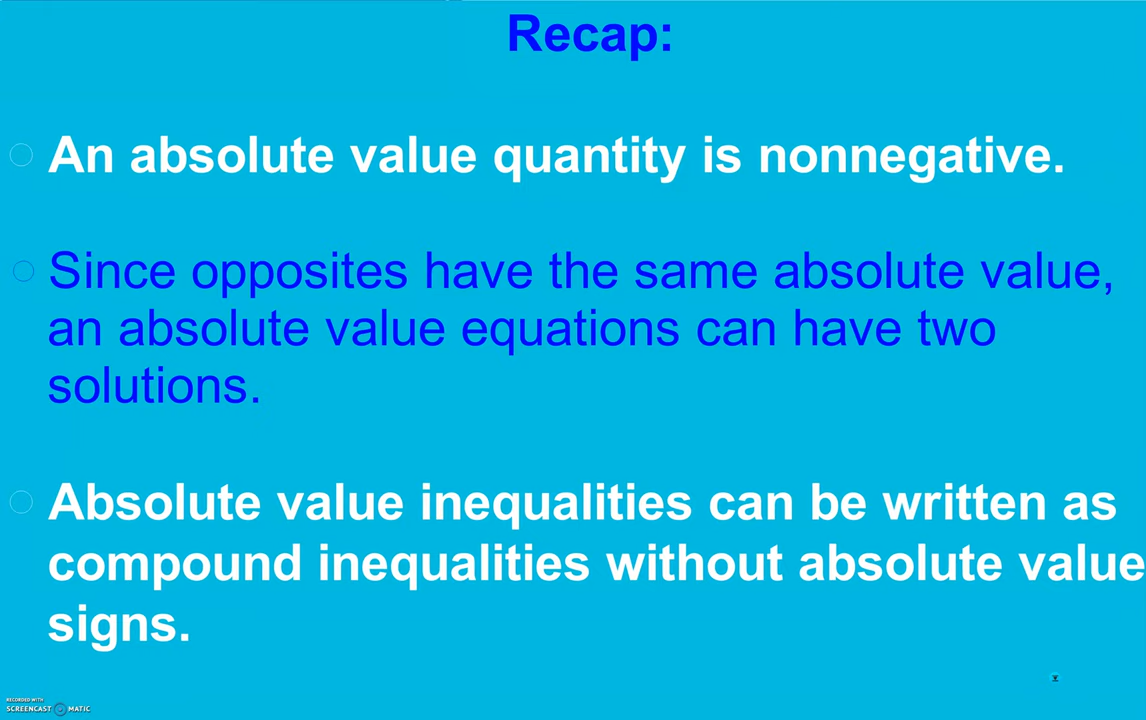 Recap:
An absolute value quantity is nonnegative.
Since opposites have the same absolute value,
an absolute value equations can have two
solutions.
Absolute value inequalities can be written as
compound inequalities without absolute value
signs.
RECORDED WITH
SCREENCAST MATIC